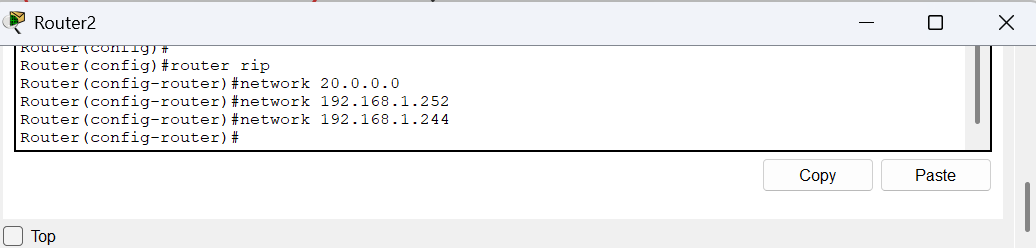 Router2
Router(config)#
Router(config)#router rip
Router(config-router)#network 20.0.0.0
Router(config-router)#network 192.168.1.252
Router(config-router)#network 192.168.1.244
Router(config-router)#
Copy
Paste
Top